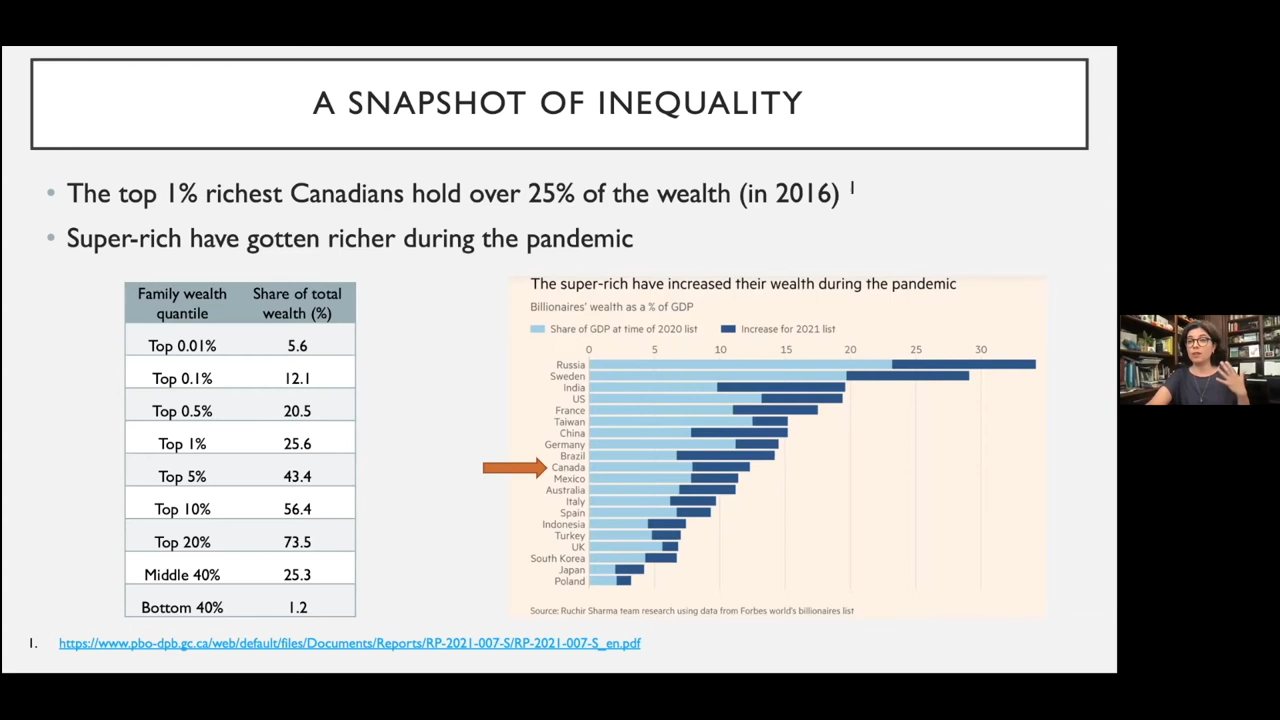 A SNAPSHOT OF INEQUALITY
• The top 1% richest Canadians hold over 25% of the wealth (in 2016) 1
• Super-rich have gotten richer during the pandemic
Family wealth quantile Share of total wealth (%)
Top 0.01% 5.6
Top 0.1% 12.1
Top 0.5% 20.5
Top 1% 25.6
Top 5% 43.4
Top 10% 56.4
Top 20% 73.5
Middle 40% 25.3
Bottom 40% 1.2
The super-rich have increased their wealth during the pandemic
Billionaires' wealth as a % of GDP
Share of GDP at time of 2020 list Increase for 2021 list
0 5 10 15 20 25 30
Russia
Sweden
India
US
France
Taiwan
China
Germany
Brazil
Canada
Mexico
Australia
Italy
Spain
Indonesia
Turkey
UK
South Korea
Japan
Poland
Source: Ruchir Sharma team research using data from Forbes world's billionaires list
1. https://www.pbo-dpb.gc.ca/web/default/files/Documents/Reports/RP-2021-007-S/RP-2021-007-S_en.pdf